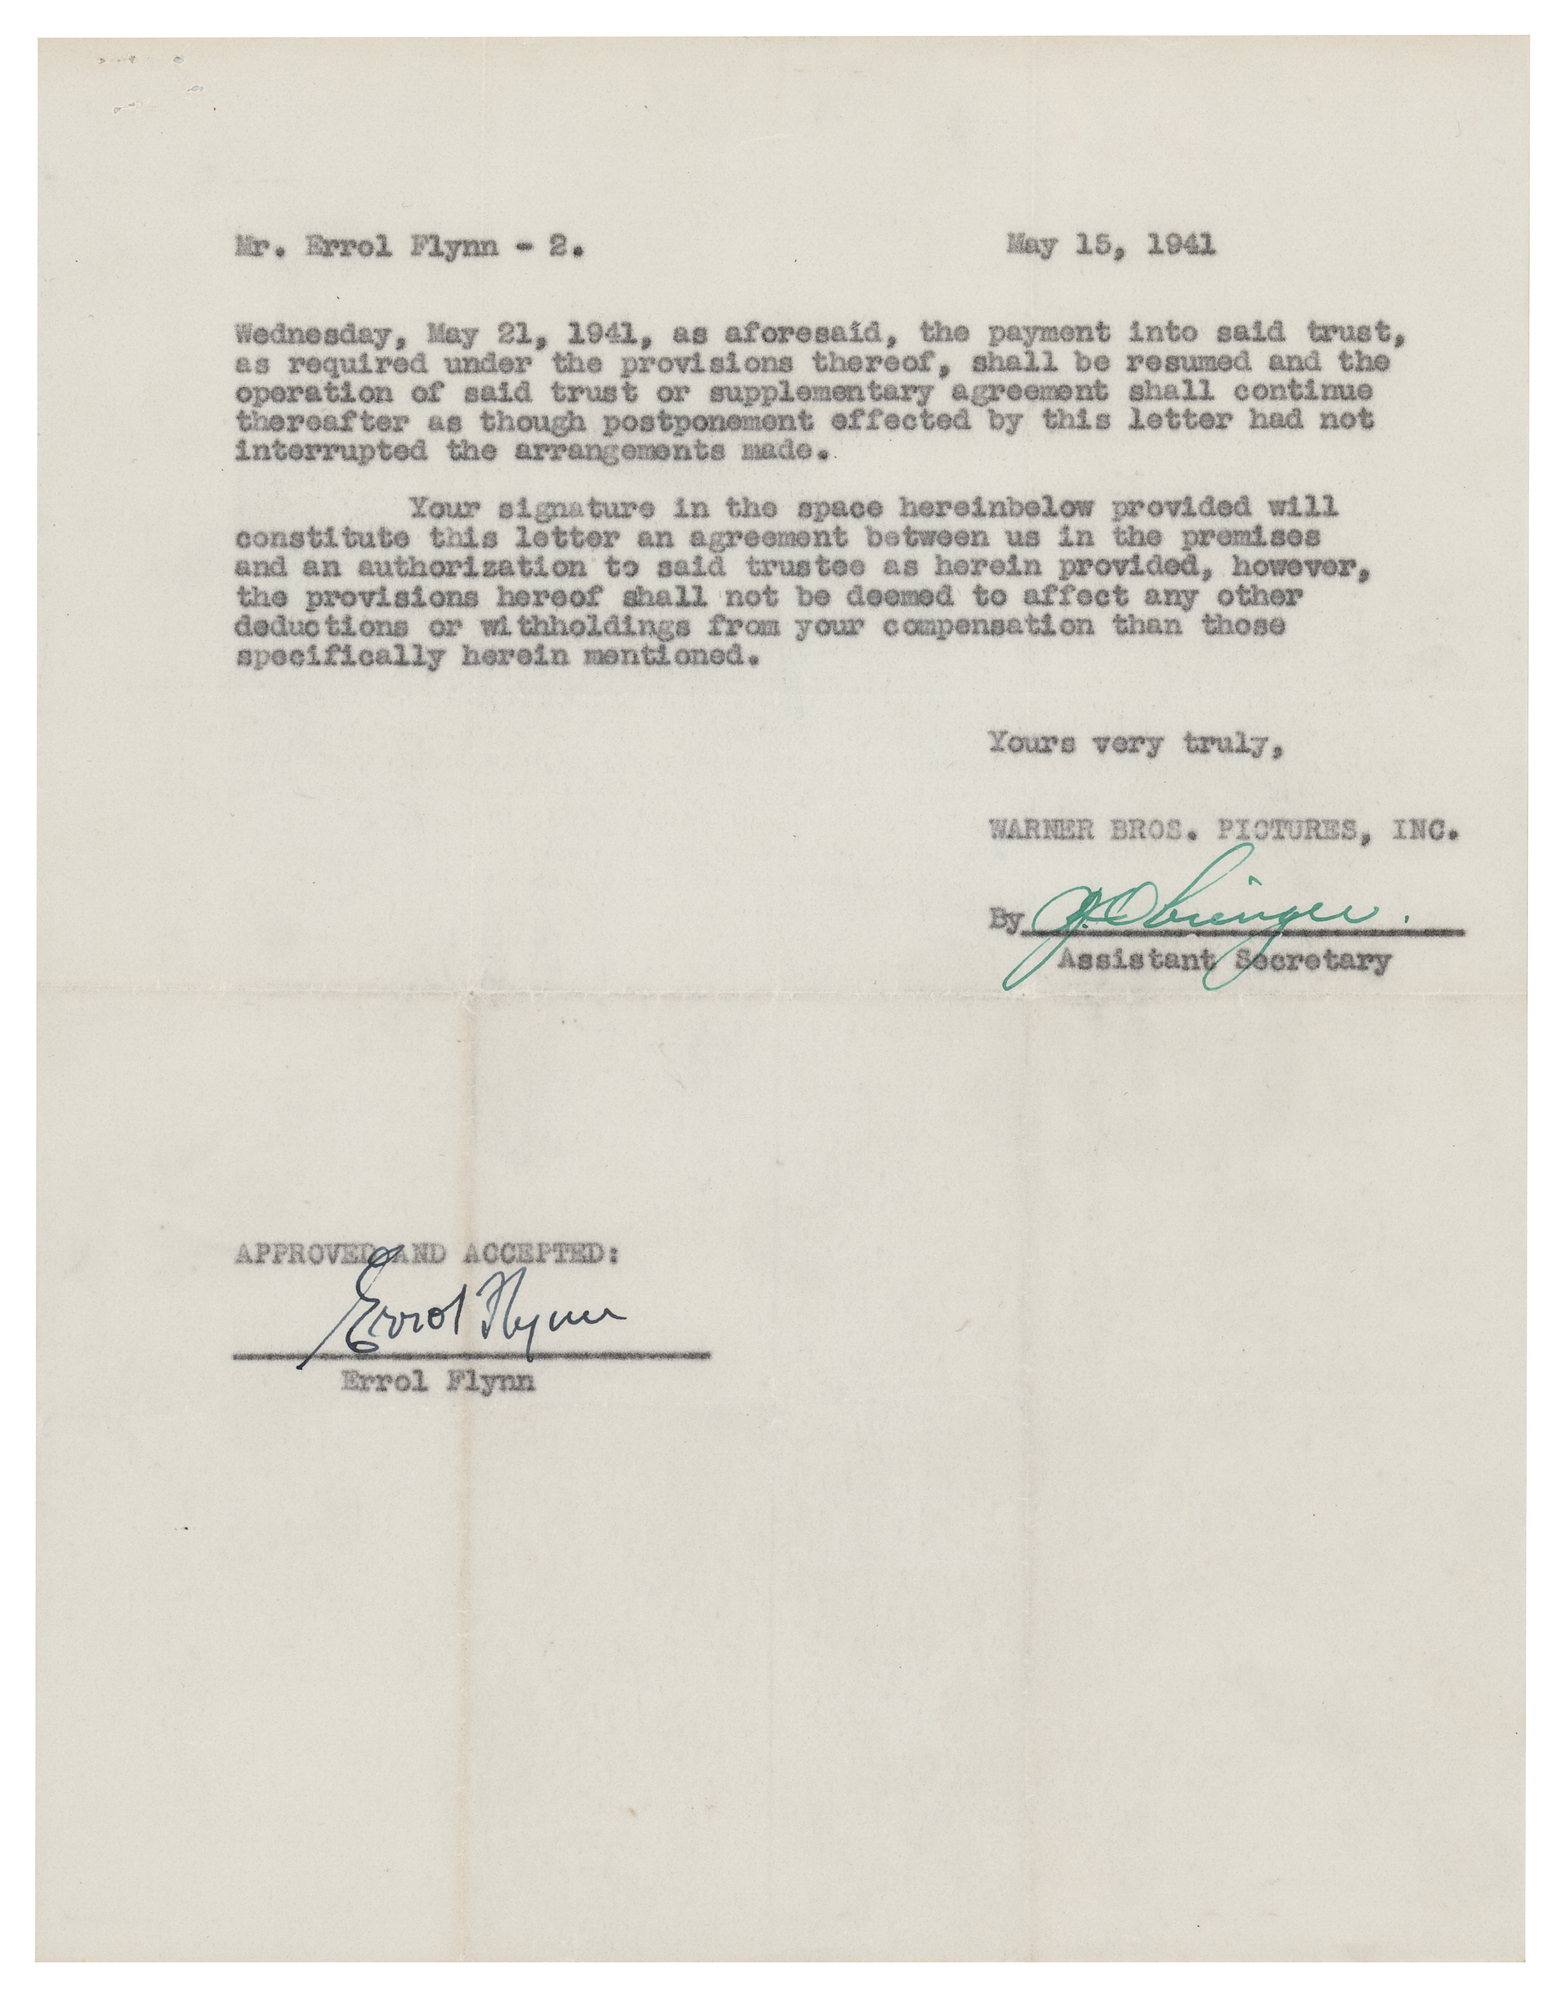 Mr. Errol Flynn - 2. May 15, 1941
Wednesday, May 21, 1941, as aforesaid, the payment into said trust,
as required under the provisions thereof, shall be resumed and the
operation of said trust or supplementary agreement shall continue
thereafter as though postponement effected by this letter had not
interrupted the arrangements made.
Your signature in the space hereinbelow provided will
constitute this letter an agreement between us in the premises
and an authorization to said trustee as herein provided, however,
the provisions hereof shall not be deemed to affect any other
deductions or withholdings from your compensation than those
specifically herein mentioned.
Yours very truly,
WARNER BROS. PICTURES, INC.
By Obringer.
Assistant Secretary
APPROVED AND ACCEPTED:
Errol Flynn
Errol Flynn